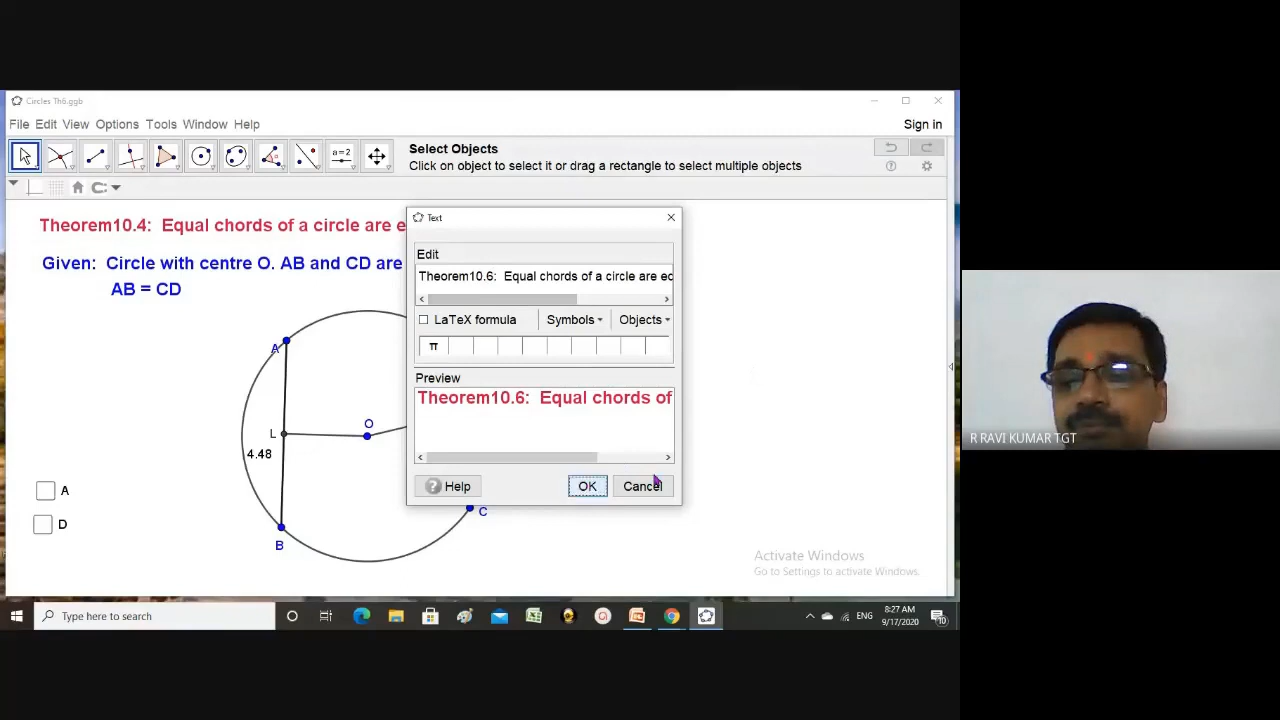 Circles Th6.ggb
File Edit View Options Tools Window Help
Sign in
a=2
Select Objects
Click on object to select it or drag a rectangle to select multiple objects
Theorem10.4: Equal chords of a circle are e
Given: Circle with centre O. AB and CD are
AB = CD
Text
Edit
Theorem10.6: Equal chords of a circle are ec
LaTeX formula
Symbols
Objects
π
Preview
Theorem10.6: Equal chords of
Help
OK
Cancel
A
O
L
4.48
C
B
A
D
Activate Windows
Go to Settings to activate Windows.
Type here to search
ENG
8:27 AM
9/17/2020
10
R RAVI KUMAR TGT